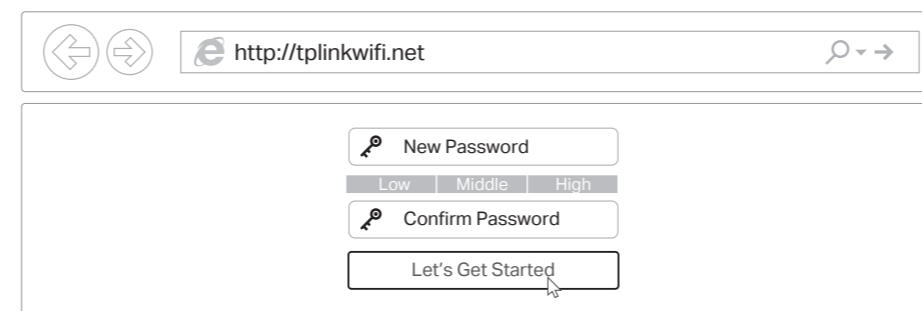 http://tplinkwifi.net
New Password
Low Middle High
Confirm Password
Let's Get Started